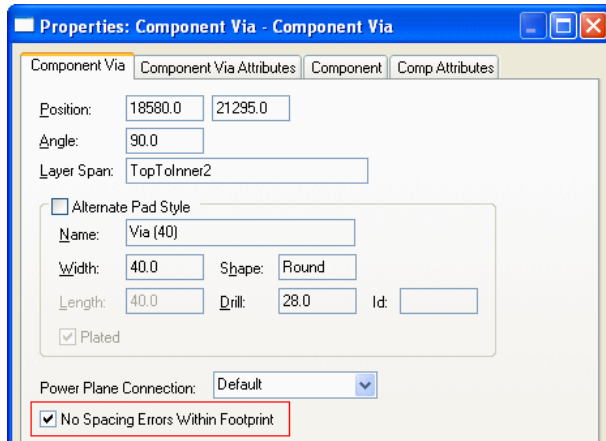 Properties: Component Via - Component Via
Component Via Component Via Attributes Component Comp Attributes
Position: 18580.0 21295.0
Angle: 90.0
Layer Span: TopToInner2
Alternate Pad Style
Name: Via (40)
Width: 40.0 Shape: Round
Length: 40.0 Drill: 28.0 Id:
Plated
Power Plane Connection: Default
No Spacing Errors Within Footprint